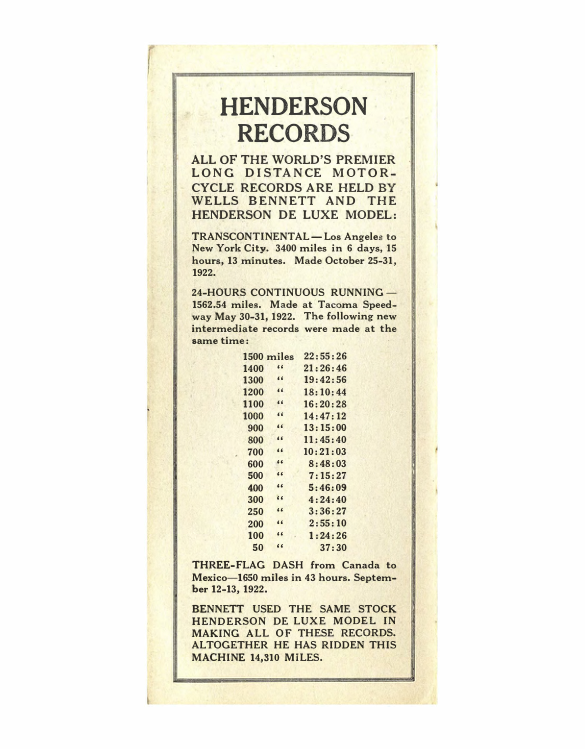 HENDERSON
RECORDS
ALL OF THE WORLD'S PREMIER
LONG DISTANCE MOTOR-
CYCLE RECORDS ARE HELD BY
WELLS BENNETT AND THE
HENDERSON DE LUXE MODEL:
TRANSCONTINENTAL — Los Angeles to
New York City. 3400 miles in 6 days, 15
hours, 13 minutes. Made October 25-31,
1922.
24-HOURS CONTINUOUS RUNNING —
1562.54 miles. Made at Tacoma Speed-
way May 30-31, 1922. The following new
intermediate records were made at the
same time:
1500 miles 22:55:26
1400 “ 21:26:46
1300 “ 19:42:56
1200 “ 18:10:44
1100 “ 16:20:28
1000 “ 14:47:12
900 “ 13:15:00
800 “ 11:45:40
700 “ 10:21:03
600 “ 8:48:03
500 “ 7:15:27
400 “ 5:46:09
300 “ 4:24:40
250 “ 3:36:27
200 “ 2:55:10
100 “ 1:24:26
50 “ 37:30
THREE-FLAG DASH from Canada to
Mexico—1650 miles in 43 hours. Septem-
ber 12-13, 1922.
BENNETT USED THE SAME STOCK
HENDERSON DE LUXE MODEL IN
MAKING ALL OF THESE RECORDS.
ALTOGETHER HE HAS RIDDEN THIS
MACHINE 14,310 MiLES.